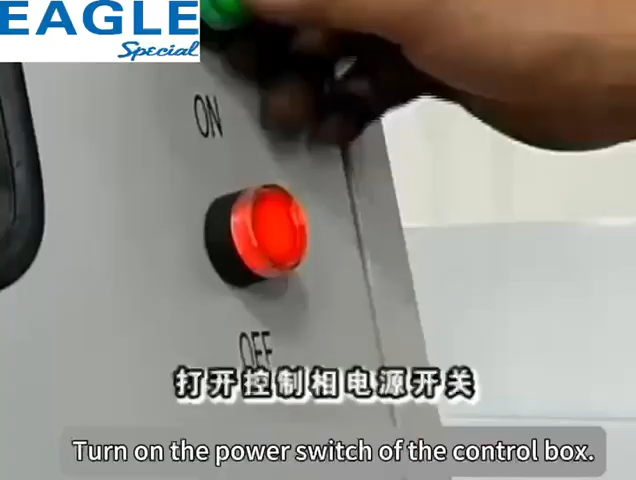 EAGLE
Special
ON
OFF
打开控制相电源开关
Turn on the power switch of the control box.